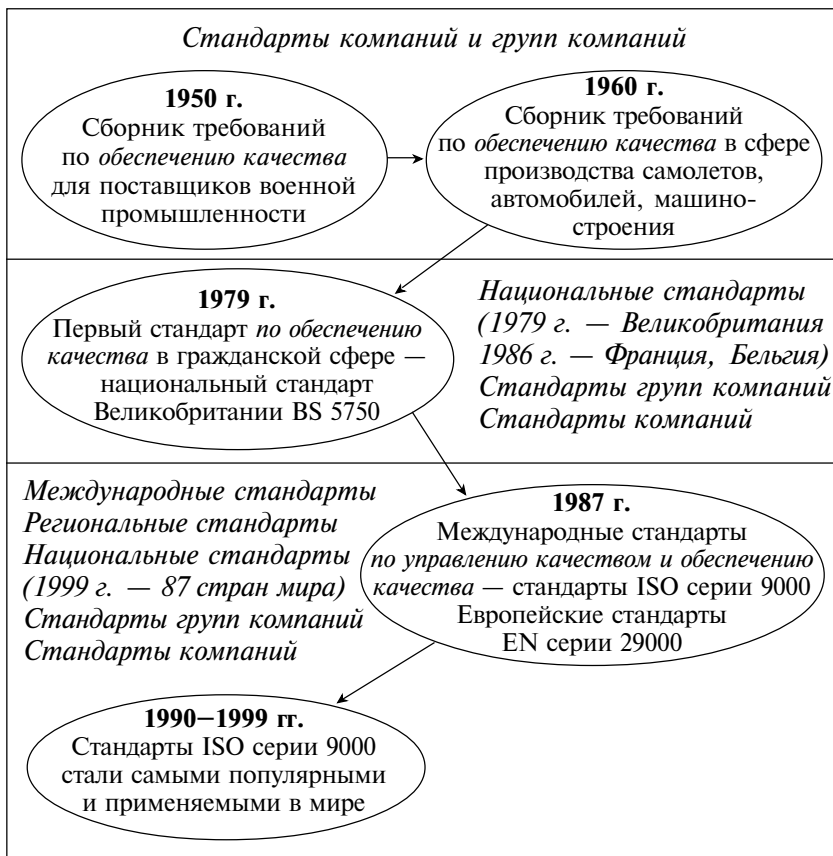 Стандарты компаний и групп компаний
1950 г.
Сборник требований
по обеспечению качества
для поставщиков военной
промышленности
1960 г.
Сборник требований
по обеспечению качества в сфере
производства самолетов,
автомобилей, машино-
строения
1979 г.
Первый стандарт по обеспечению
качества в гражданской сфере —
национальный стандарт
Великобритании BS 5750
Национальные стандарты
(1979 г. — Великобритания
1986 г. — Франция, Бельгия)
Стандарты групп компаний
Стандарты компаний
Международные стандарты
Региональные стандарты
Национальные стандарты
(1999 г. — 87 стран мира)
Стандарты групп компаний
Стандарты компаний
1987 г.
Международные стандарты
по управлению качеством и обеспечению
качества — стандарты ISO серии 9000
Европейские стандарты
EN серии 29000
1990—1999 гг.
Стандарты ISO серии 9000
стали самыми популярными
и применяемыми в мире